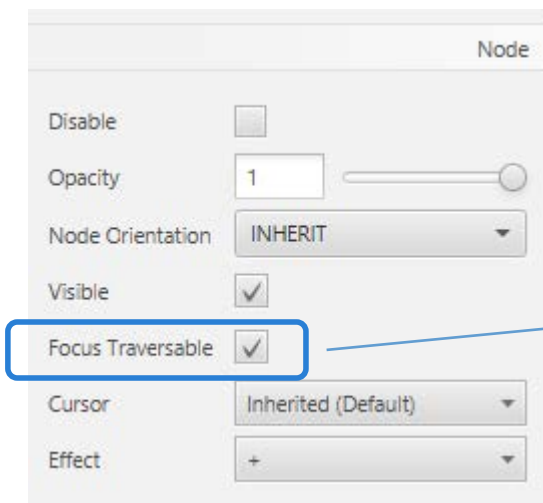 Node
Disable
Opacity 1
Node Orientation INHERIT
Visible
Focus Traversable
Cursor Inherited (Default)
Effect +